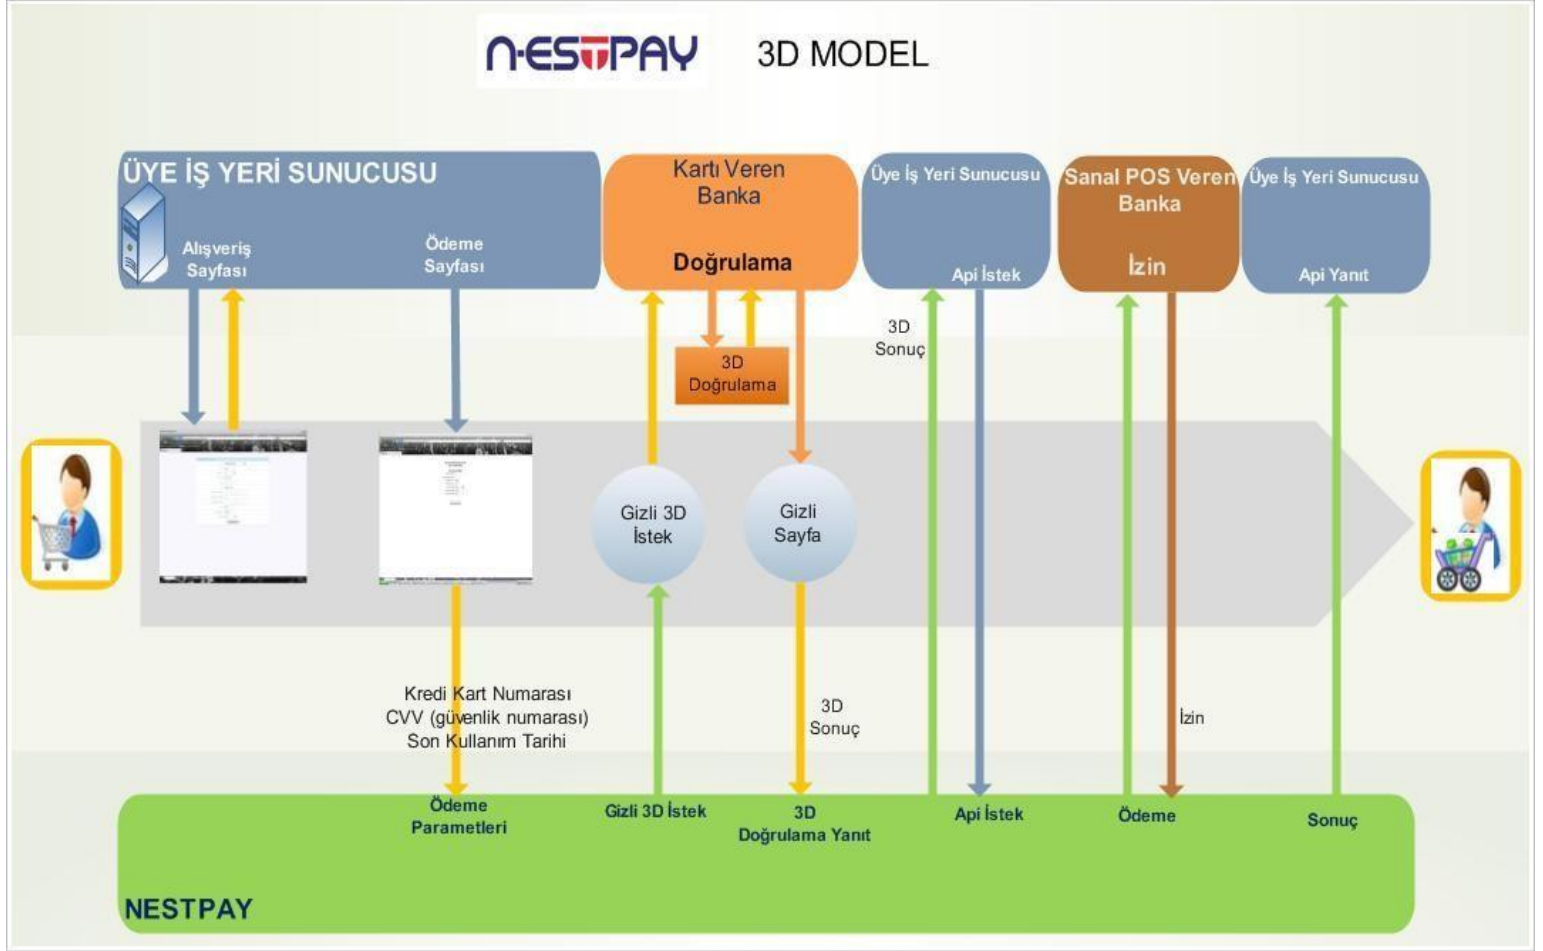 NESTPAY
3D MODEL
ÜYE İŞ YERİ SUNUCUSU
Alışveriş
Sayfası
Ödeme
Sayfası
Kartı Veren
Banka
Doğrulama
Üye İş Yeri Sunucusu
Api İstek
Sanal POS Veren
Banka
İzin
Üye İş Yeri Sunucusu
Api Yanıt
3D
Doğrulama
3D
Sonuç
Gizli 3D
İstek
Gizli
Sayfa
Kredi Kart Numarası
CVV (güvenlik numarası)
Son Kullanım Tarihi
3D
Sonuç
İzin
Ödeme
Parametleri
Gizli 3D İstek
3D
Doğrulama Yanıt
Api İstek
Ödeme
Sonuç
NESTPAY